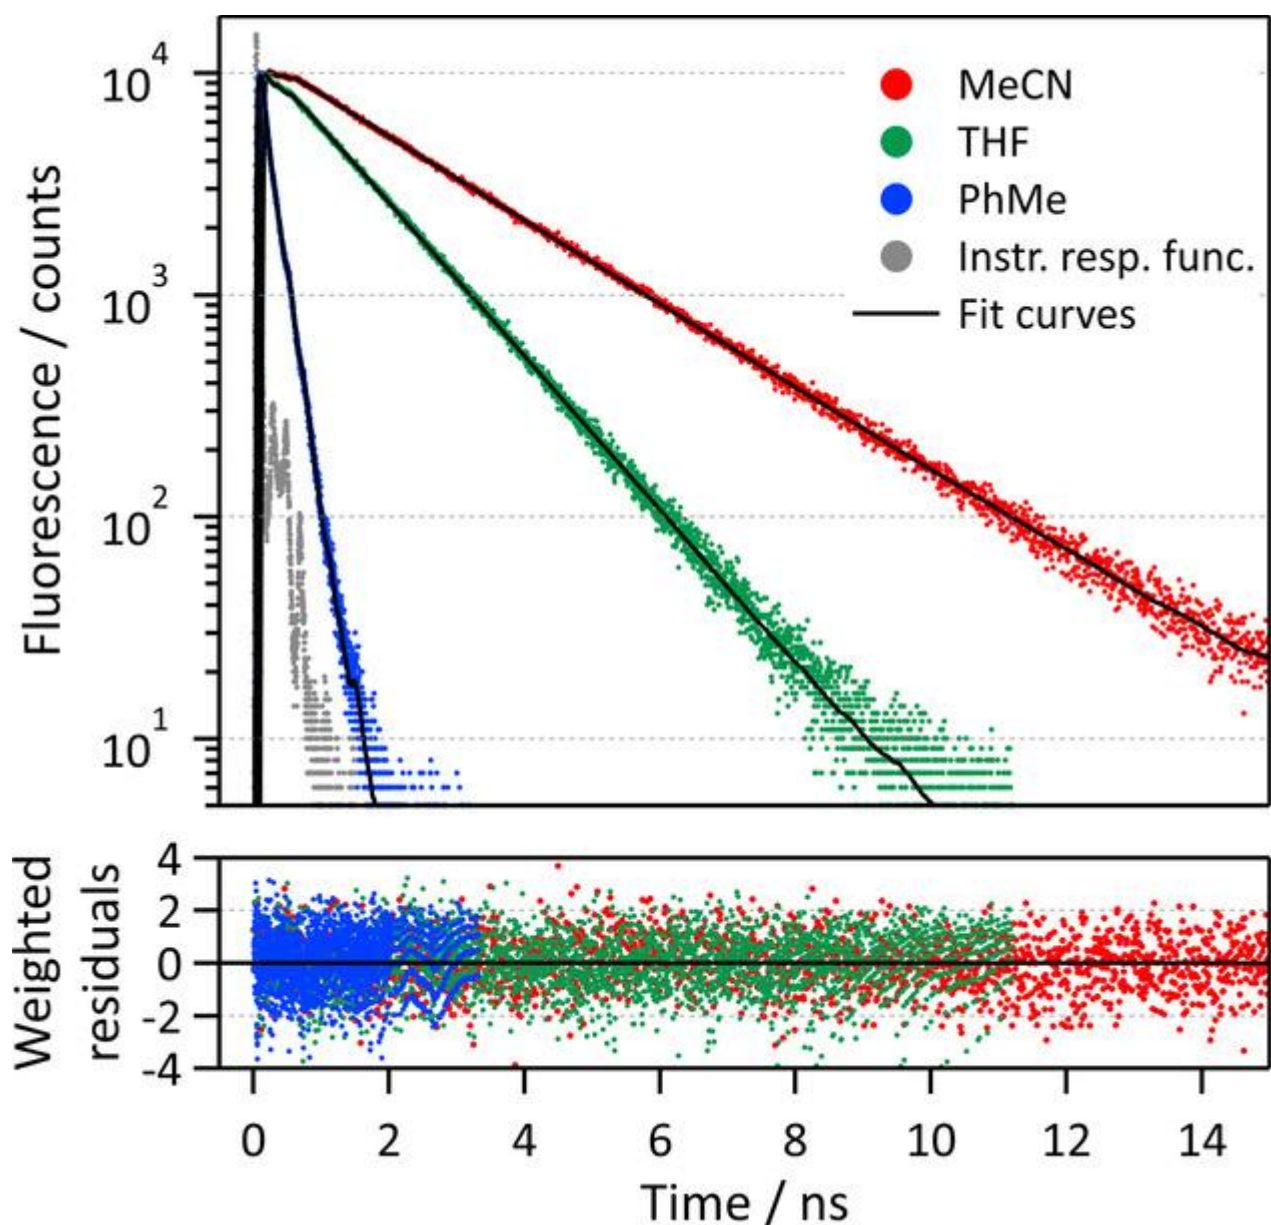 10^4
10^3
10^2
10^1
Fluorescence / counts
MeCN
THF
PhMe
Instr. resp. func.
Fit curves
Weighted
residuals
4
2
0
-2
-4
0 2 4 6 8 10 12 14
Time / ns